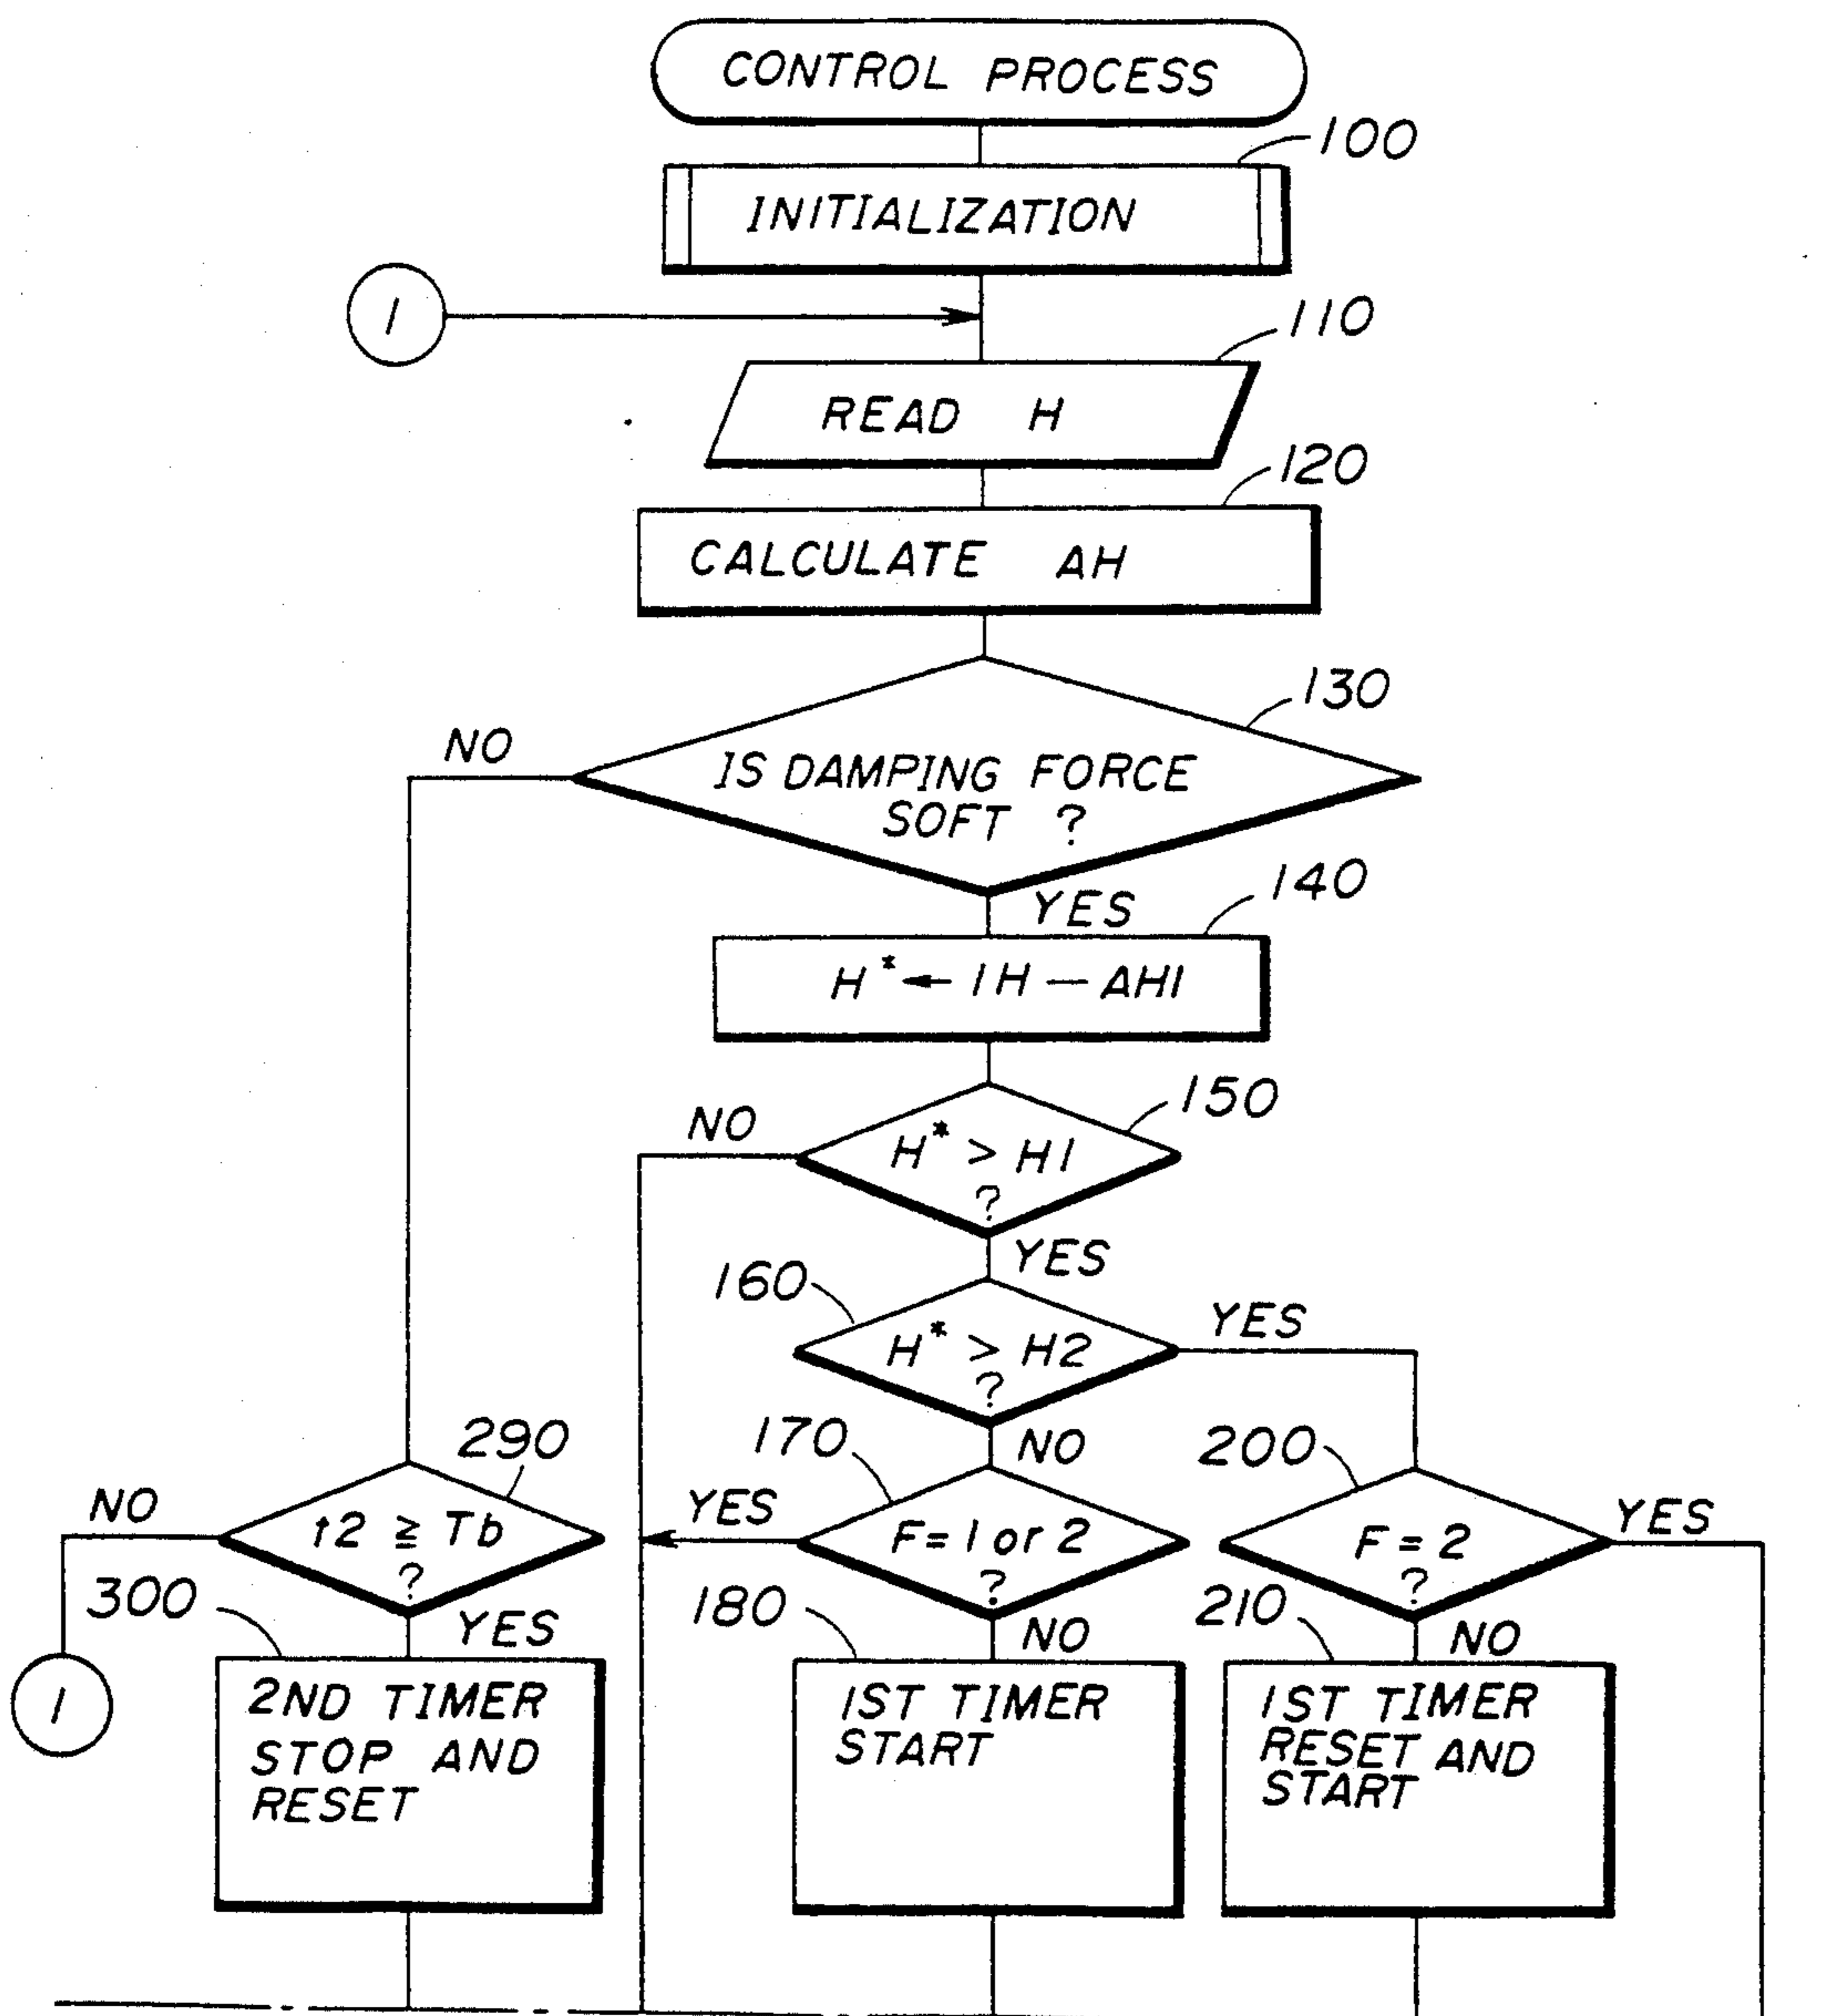 CONTROL PROCESS
100
INITIALIZATION
1
110
READ H
120
CALCULATE AH
130
NO
IS DAMPING FORCE
SOFT ?
140
YES
H* ← |H — AH|
150
NO
H* > H1
?
YES
160
YES
H* > H2
?
290
170
NO
200
NO
t2 ≧ Tb
?
YES
F = 1 or 2
?
F = 2
?
YES
300
YES
180
NO
210
NO
1
2ND TIMER
STOP AND
RESET
1ST TIMER
START
1ST TIMER
RESET AND
START